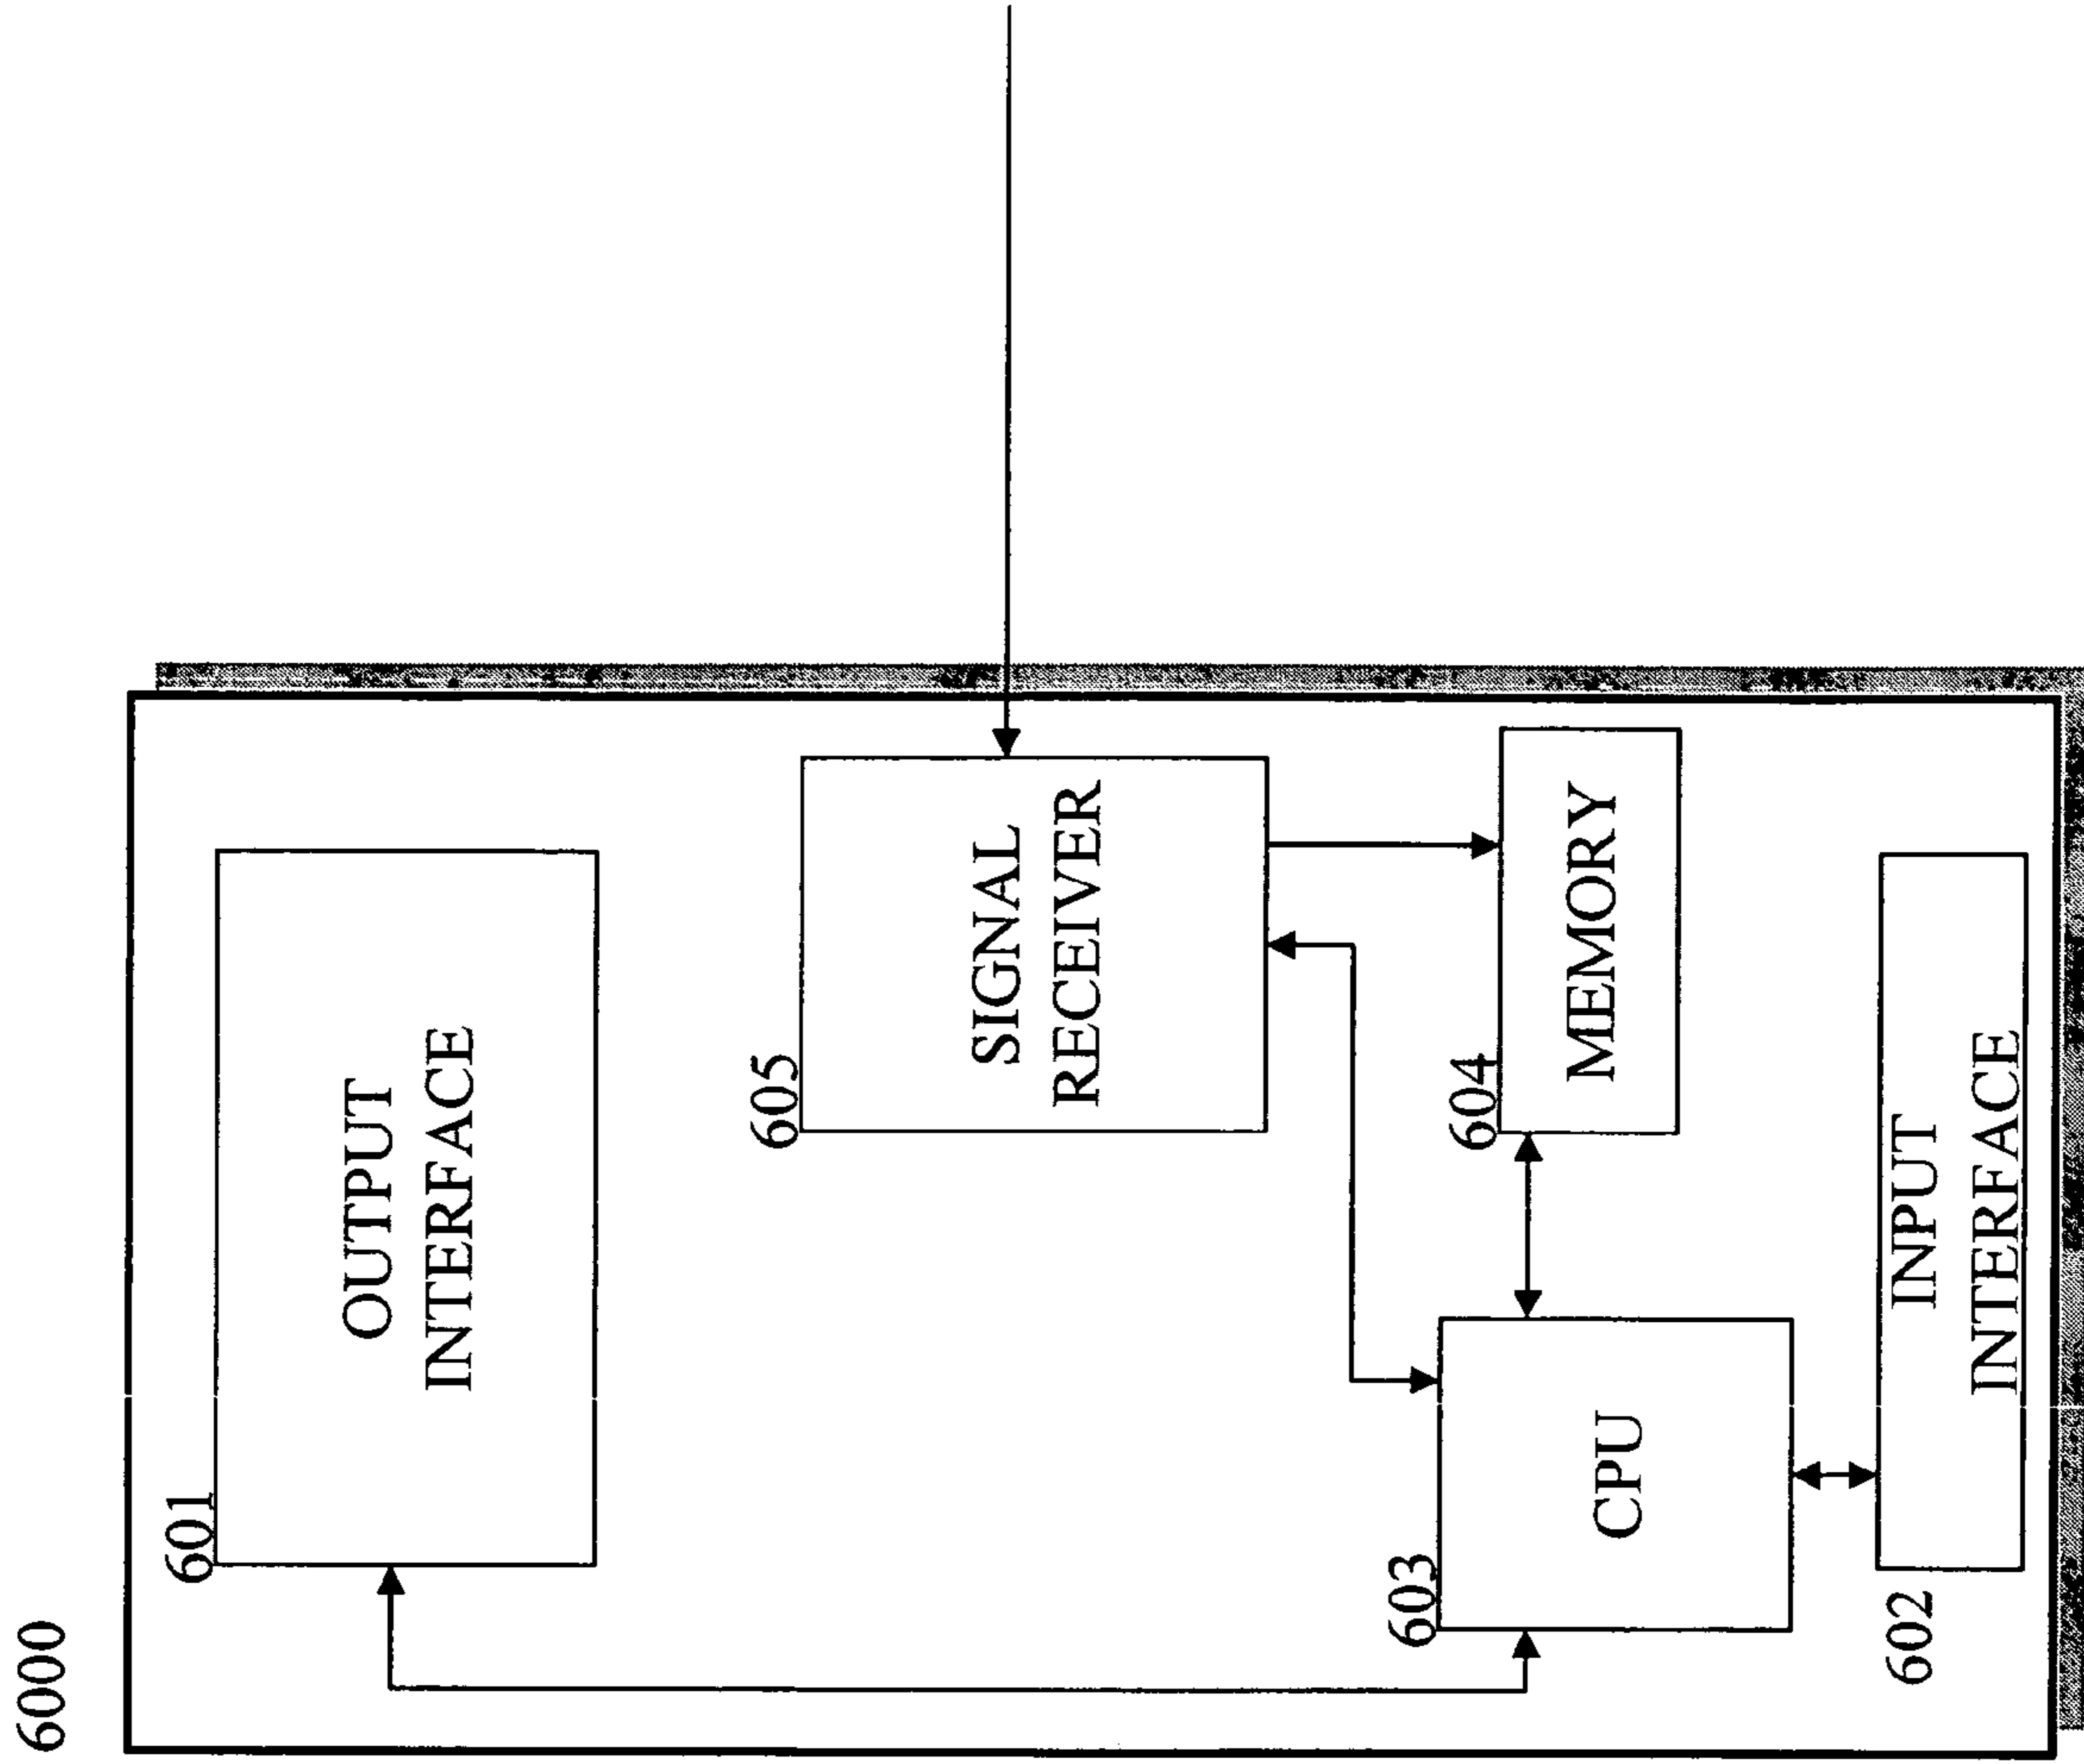 6000
601
OUTPUT
INTERFACE
605
SIGNAL
RECEIVER
603
CPU
604
MEMORY
602
INPUT
INTERFACE